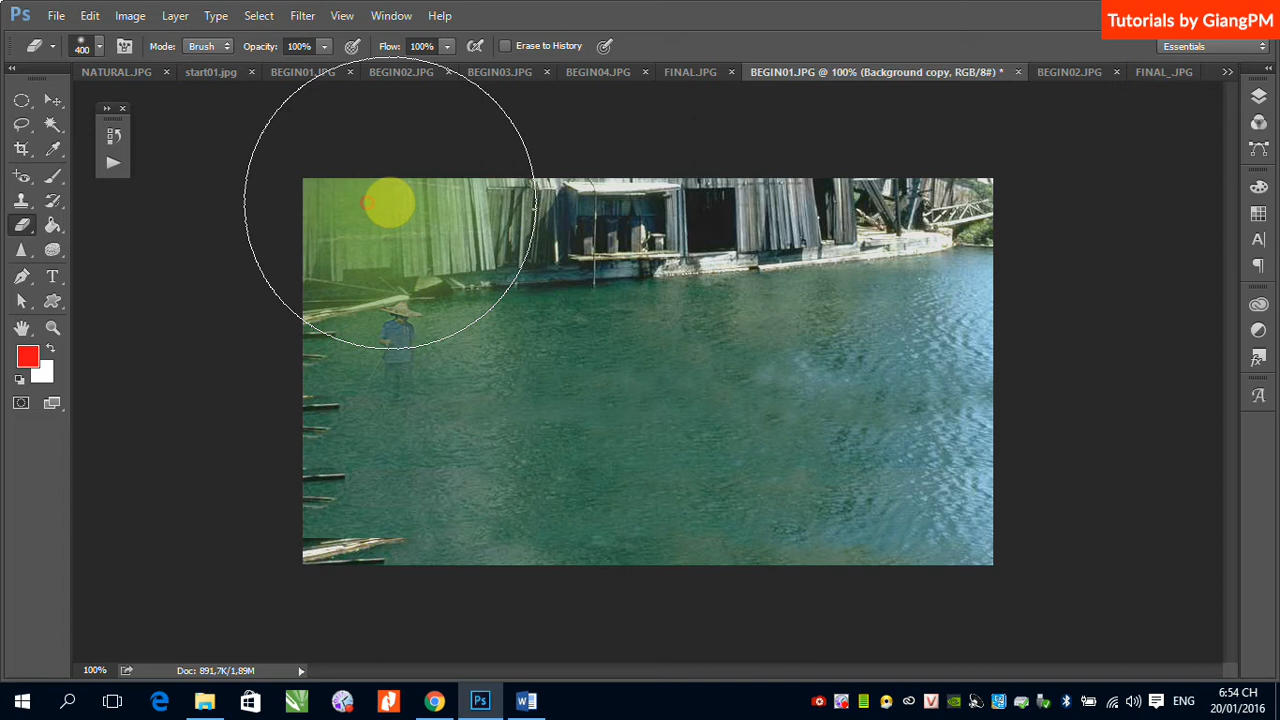 Ps File Edit Image Layer Type Select Filter View Window Help
Tutorials by GiangPM
400 Mode: Brush Opacity: 100% Flow: 100% Erase to History Essentials
NATURAL.JPG × start01.jpg × BEGIN01.JPG × BEGIN02.JPG × BEGIN03.JPG × BEGIN04.JPG × FINAL.JPG × BEGIN01.JPG @ 100% (Background copy, RGB/8#) * × BEGIN02.JPG × FINAL_.JPG
100% Doc: 891,7K/1,89M
ENG 6:54 CH
20/01/2016